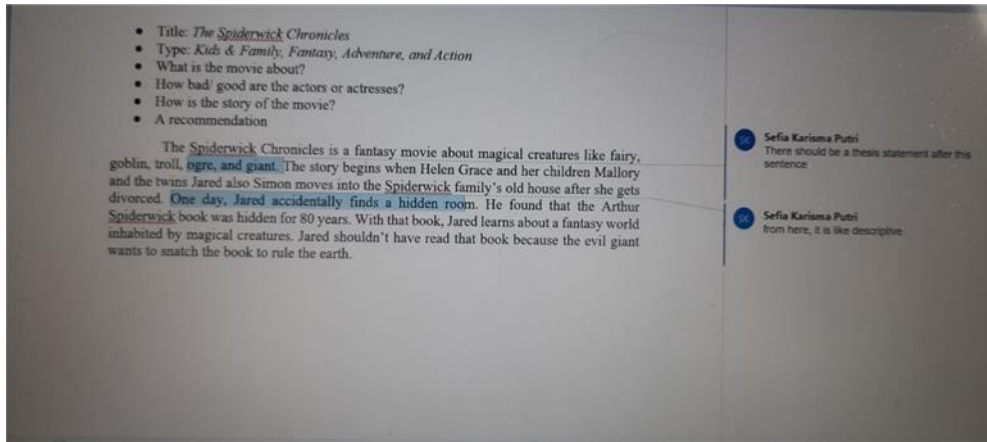 • Title: The Spiderwick Chronicles
• Type: Kids & Family, Fantasy, Adventure, and Action
• What is the movie about?
• How bad/ good are the actors or actresses?
• How is the story of the movie?
• A recommendation
The Spiderwick Chronicles is a fantasy movie about magical creatures like fairy,
goblin, troll, ogre, and giant. The story begins when Helen Grace and her children Mallory
and the twins Jared also Simon moves into the Spiderwick family's old house after she gets
divorced. One day, Jared accidentally finds a hidden room. He found that the Arthur
Spiderwick book was hidden for 80 years. With that book, Jared learns about a fantasy world
inhabited by magical creatures. Jared shouldn't have read that book because the evil giant
wants to snatch the book to rule the earth.
SK
Sefia Karisma Putri
There should be a thesis statement after this
sentence
SK
Sefia Karisma Putri
from here, it is like descriptive